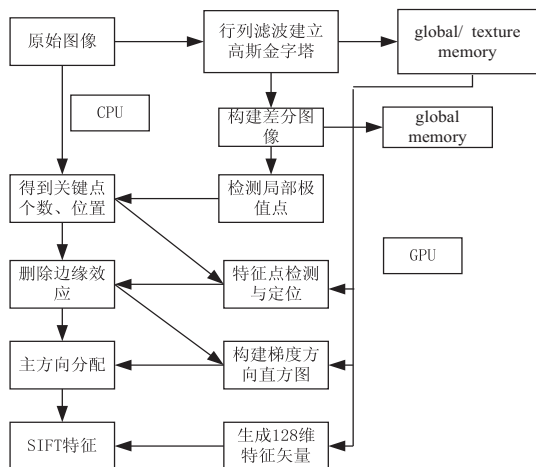 原始图像
行列滤波建立
高斯金字塔
global/ texture
memory
CPU
构建差分图
像
global
memory
得到关键点
个数、位置
检测局部极
值点
GPU
删除边缘效
应
特征点检测
与定位
主方向分配
构建梯度方
向直方图
SIFT特征
生成128维
特征矢量